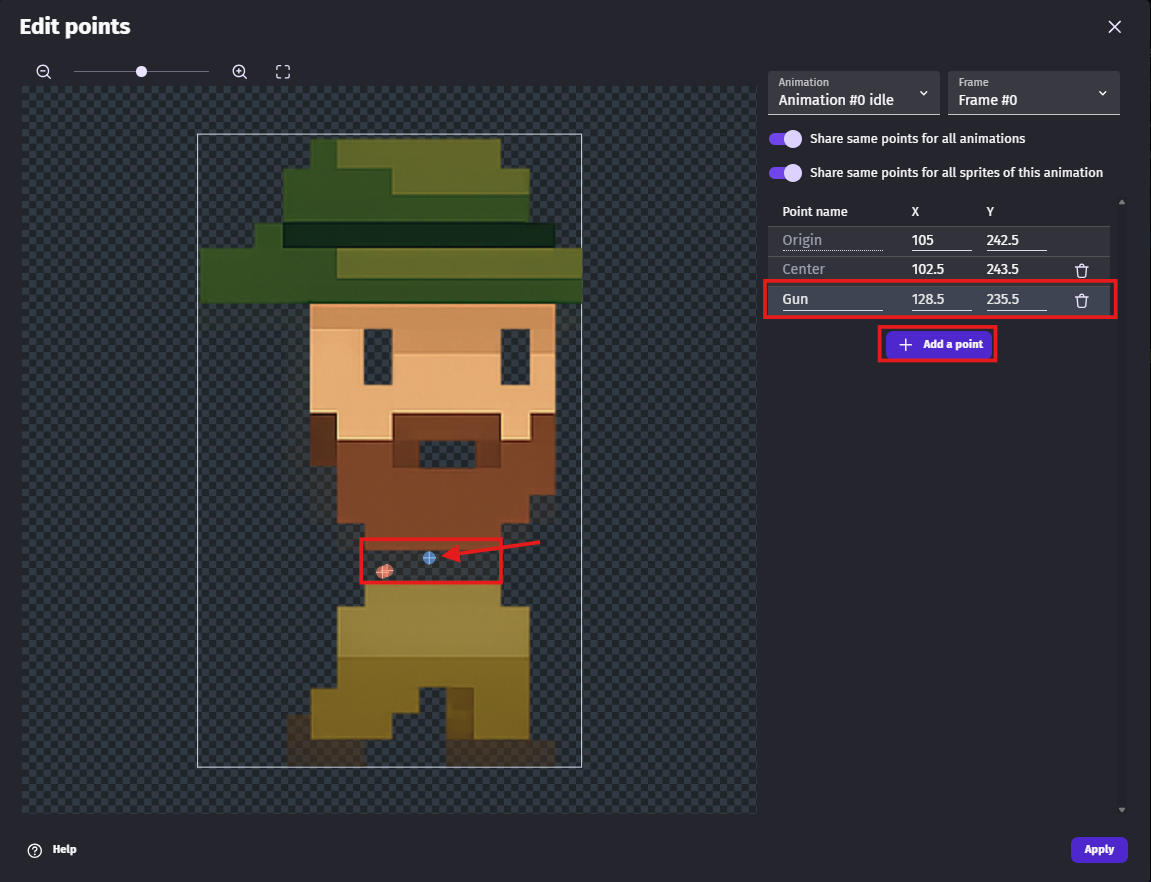 Edit points
Animation
Animation #0 idle
Frame
Frame #0
Share same points for all animations
Share same points for all sprites of this animation
Point name X Y
Origin 105 242.5
Center 102.5 243.5
Gun 128.5 235.5
Add a point
Help
Apply